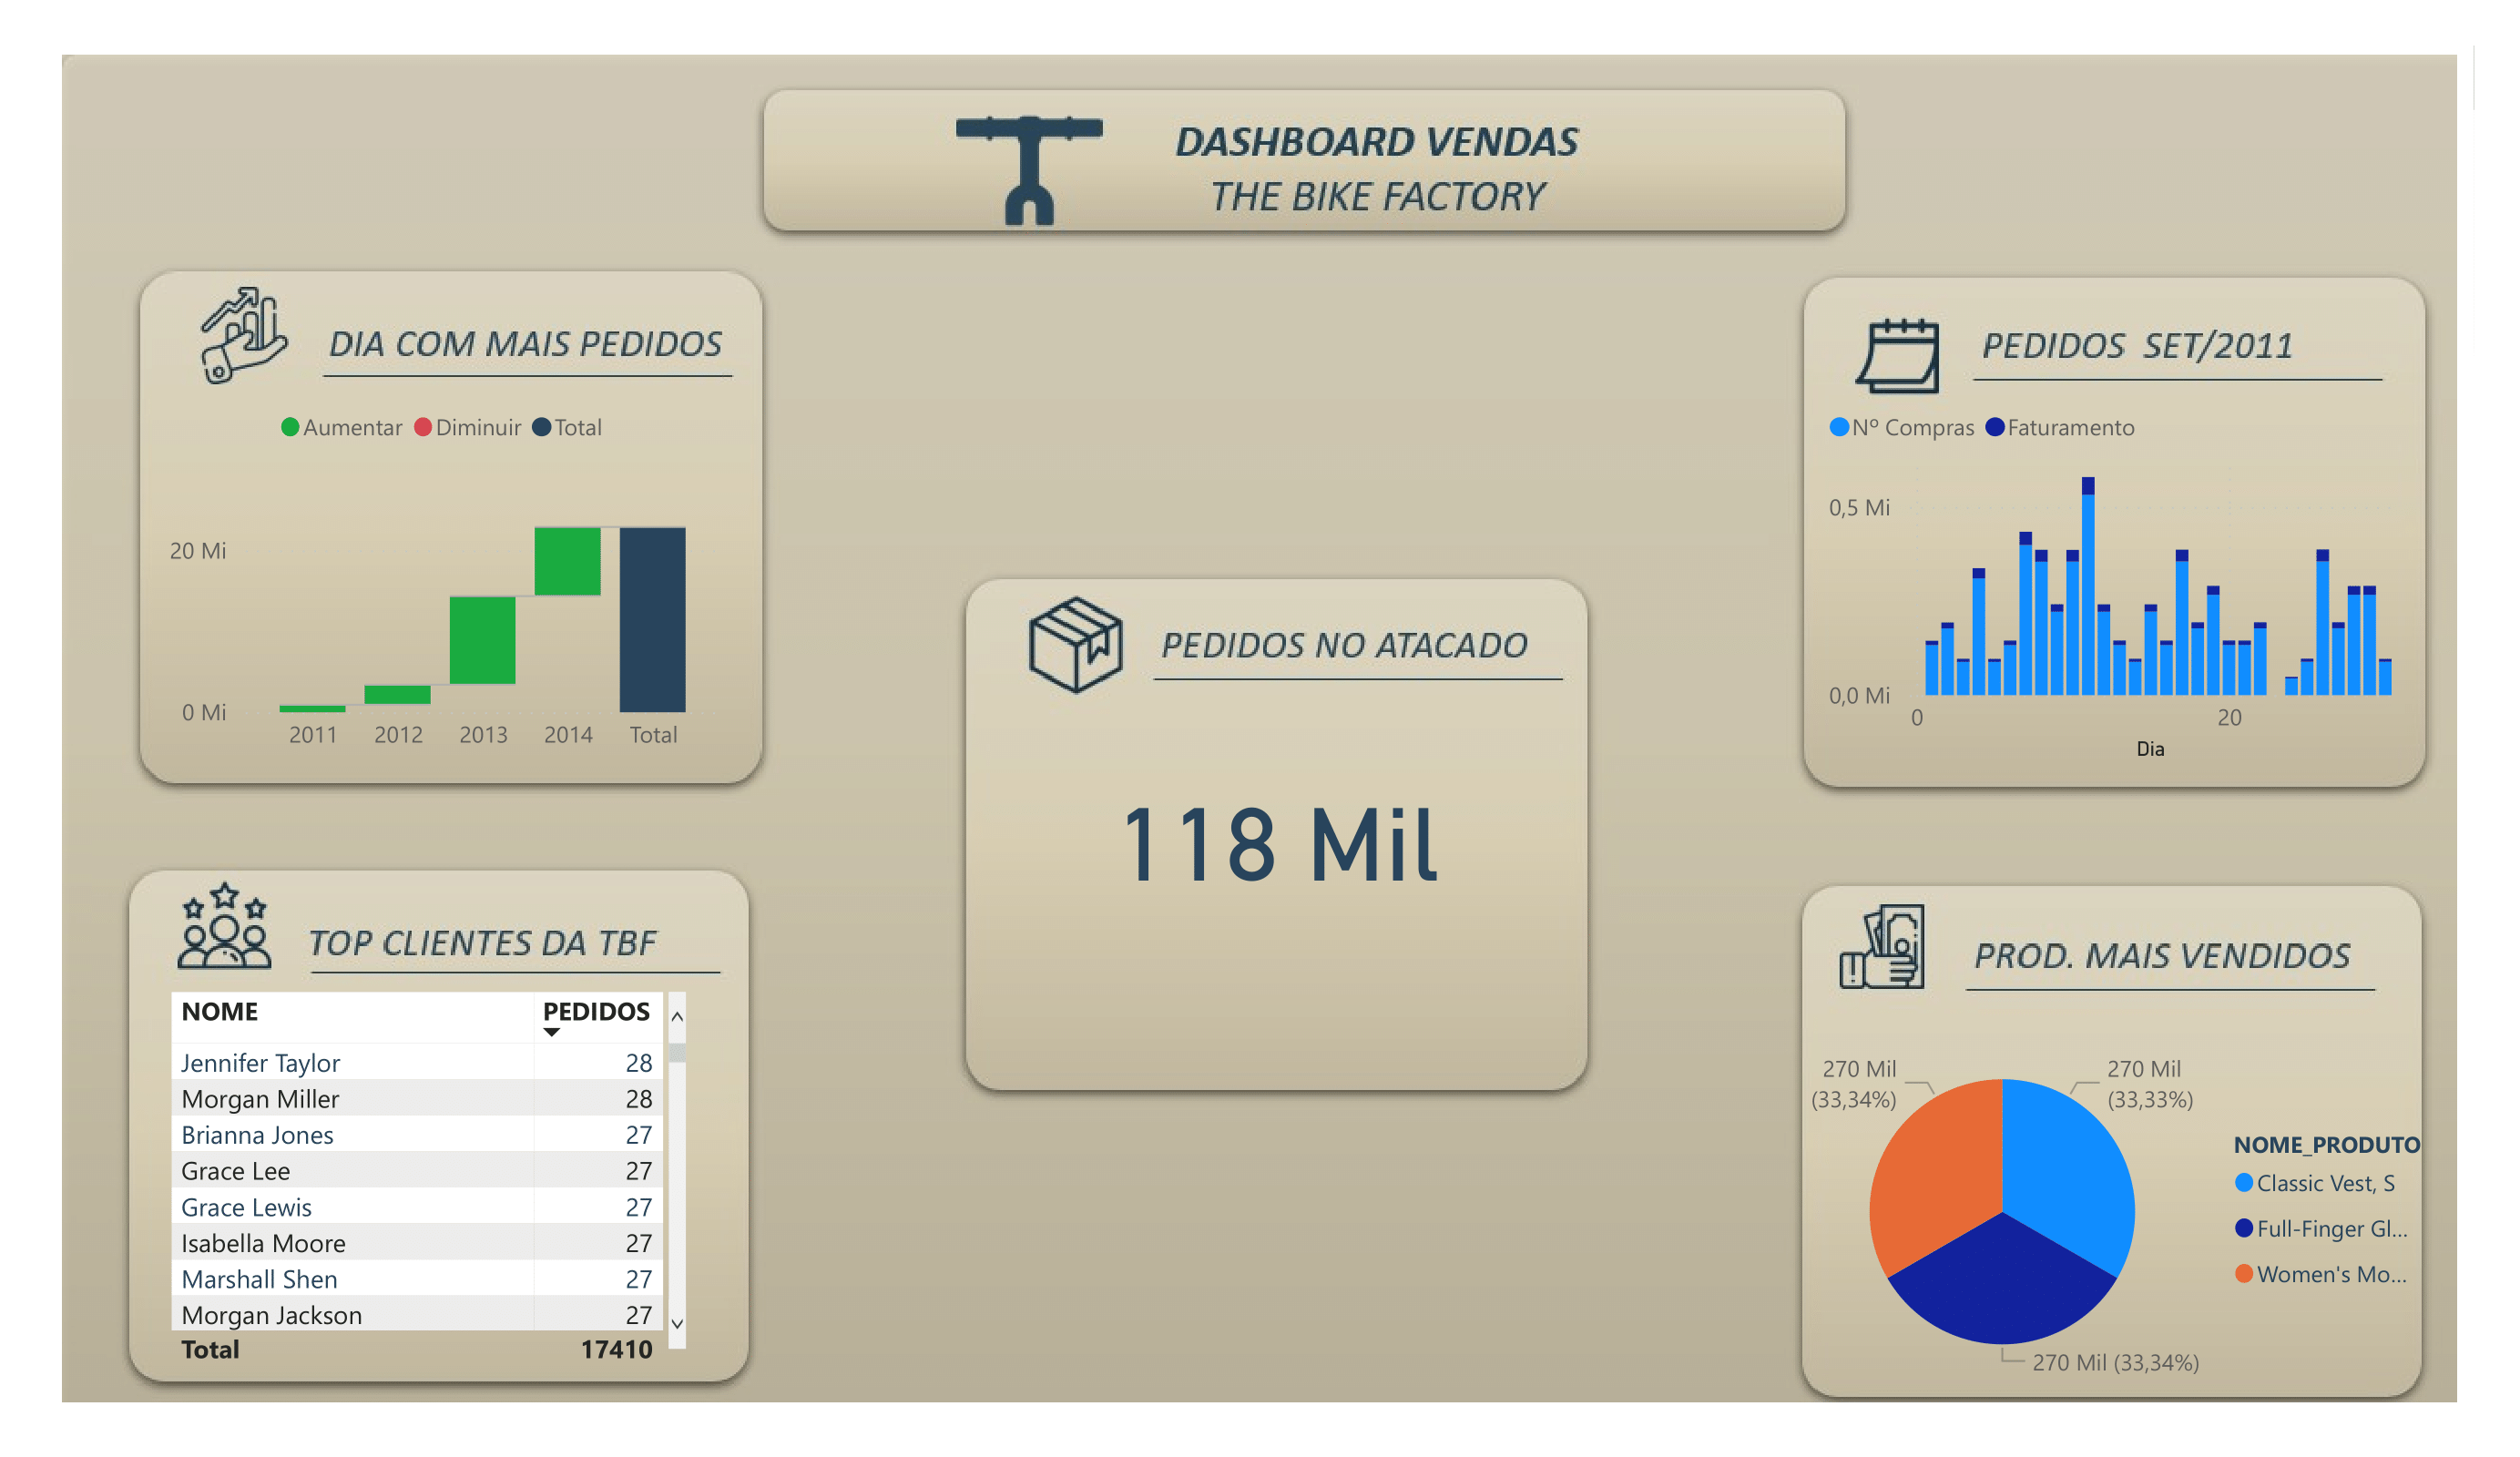 DASHBOARD VENDAS
THE BIKE FACTORY
DIA COM MAIS PEDIDOS
Aumentar Diminuir Total
20 Mi
0 Mi
2011 2012 2013 2014 Total
PEDIDOS SET/2011
Nº Compras Faturamento
0,5 Mi
0,0 Mi
0 20
Dia
PEDIDOS NO ATACADO
118 Mil
TOP CLIENTES DA TBF
NOME PEDIDOS
Jennifer Taylor 28
Morgan Miller 28
Brianna Jones 27
Grace Lee 27
Grace Lewis 27
Isabella Moore 27
Marshall Shen 27
Morgan Jackson 27
Total 17410
PROD. MAIS VENDIDOS
270 Mil
(33,34%)
270 Mil
(33,33%)
270 Mil (33,34%)
NOME_PRODUTO
Classic Vest, S
Full-Finger Gl...
Women's Mo...